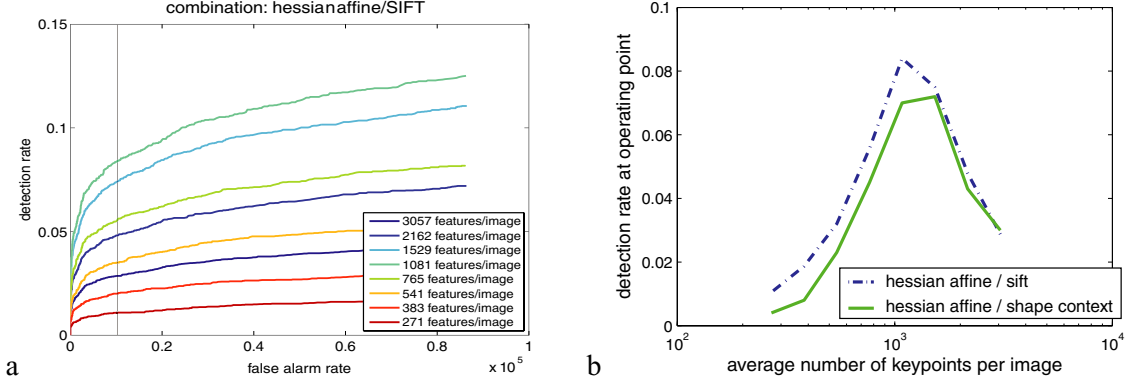 combination: hessianaffine/SIFT
detection rate
0.15
0.1
0.05
0
3057 features/image
2162 features/image
1529 features/image
1081 features/image
765 features/image
541 features/image
383 features/image
271 features/image
0 0.2 0.4 0.6 0.8 1
x 10^5
false alarm rate
a
detection rate at operating point
0.1
0.08
0.06
0.04
0.02
0
hessian affine / sift
hessian affine / shape context
10^2 10^3 10^4
average number of keypoints per image
b